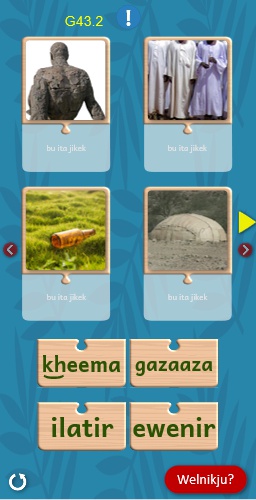 G43.2
!
bu ita jikek
bu ita jikek
bu ita jikek
bu ita jikek
kheema
gazaaza
ilatir
ewenir
Welnikju?